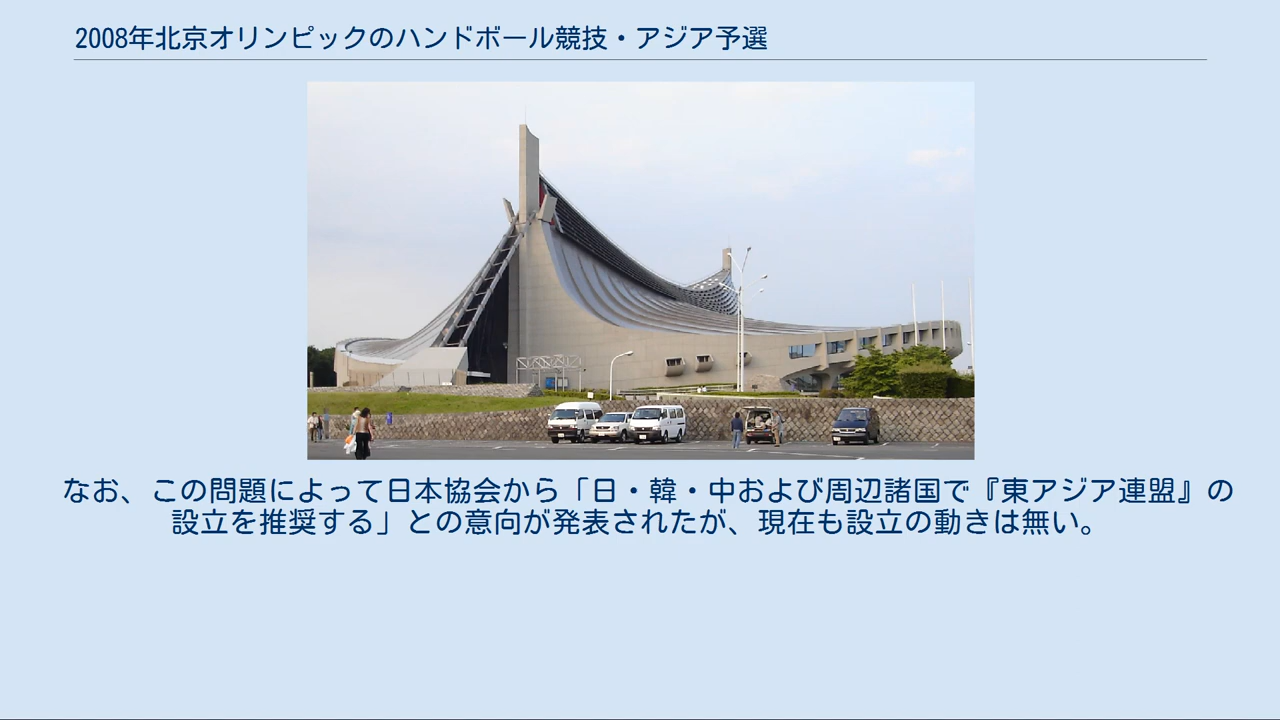 2008年北京オリンピックのハンドボール競技・アジア予選
なお、この問題によって日本協会から「日・韓・中および周辺諸国で『東アジア連盟』の
設立を推奨する」との意向が発表されたが、現在も設立の動きは無い。